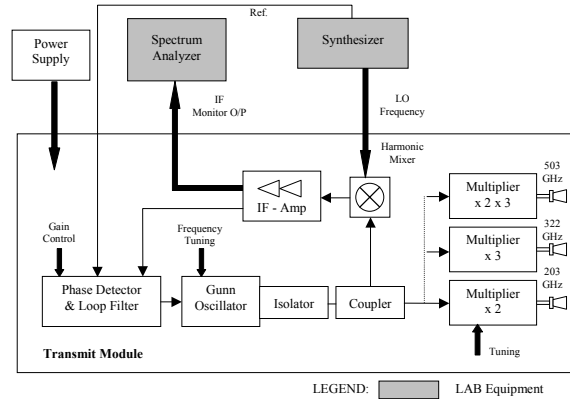 Ref.
Power
Supply
Spectrum
Analyzer
Synthesizer
IF
Monitor O/P
LO
Frequency
Harmonic
Mixer
503
GHz
Multiplier
x 2 x 3
IF - Amp
Gain
Control
Frequency
Tuning
322
GHz
Multiplier
x 3
Phase Detector
& Loop Filter
Gunn
Oscillator
Isolator
Coupler
203
GHz
Multiplier
x 2
Transmit Module
Tuning
LEGEND:
LAB Equipment